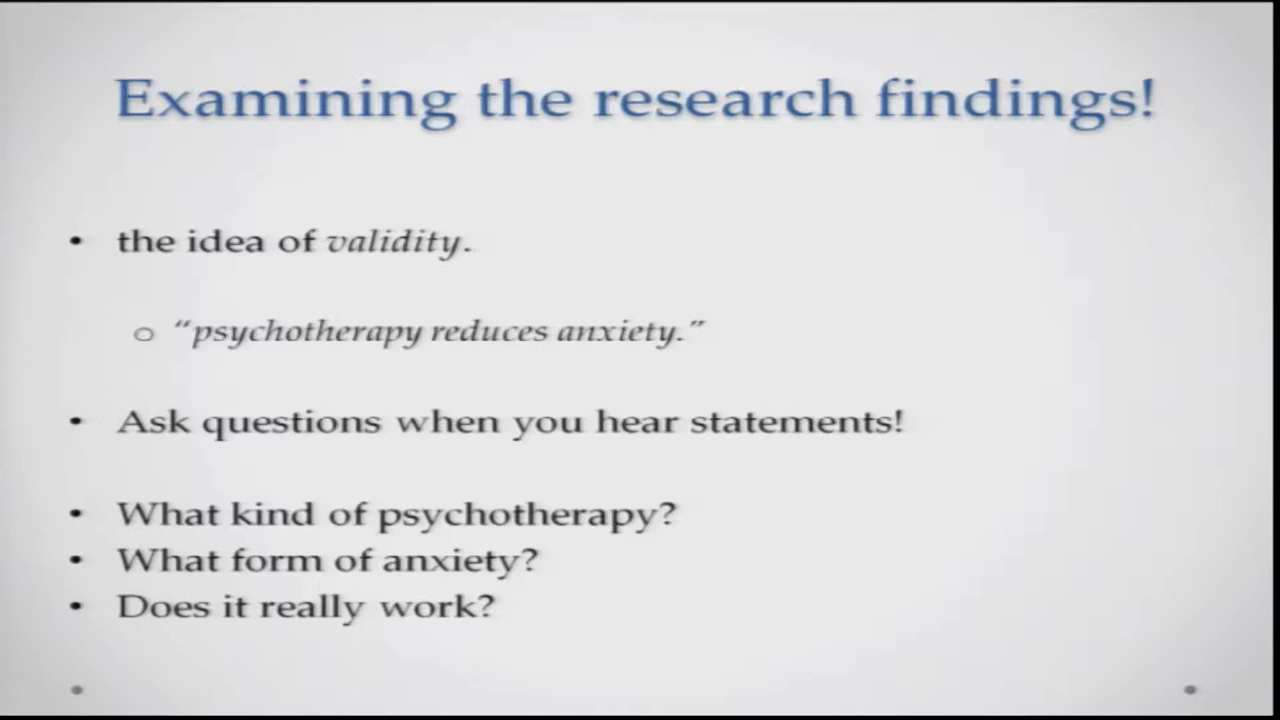 Examining the research findings!
• the idea of validity.
o “psychotherapy reduces anxiety.”
• Ask questions when you hear statements!
• What kind of psychotherapy?
• What form of anxiety?
• Does it really work?